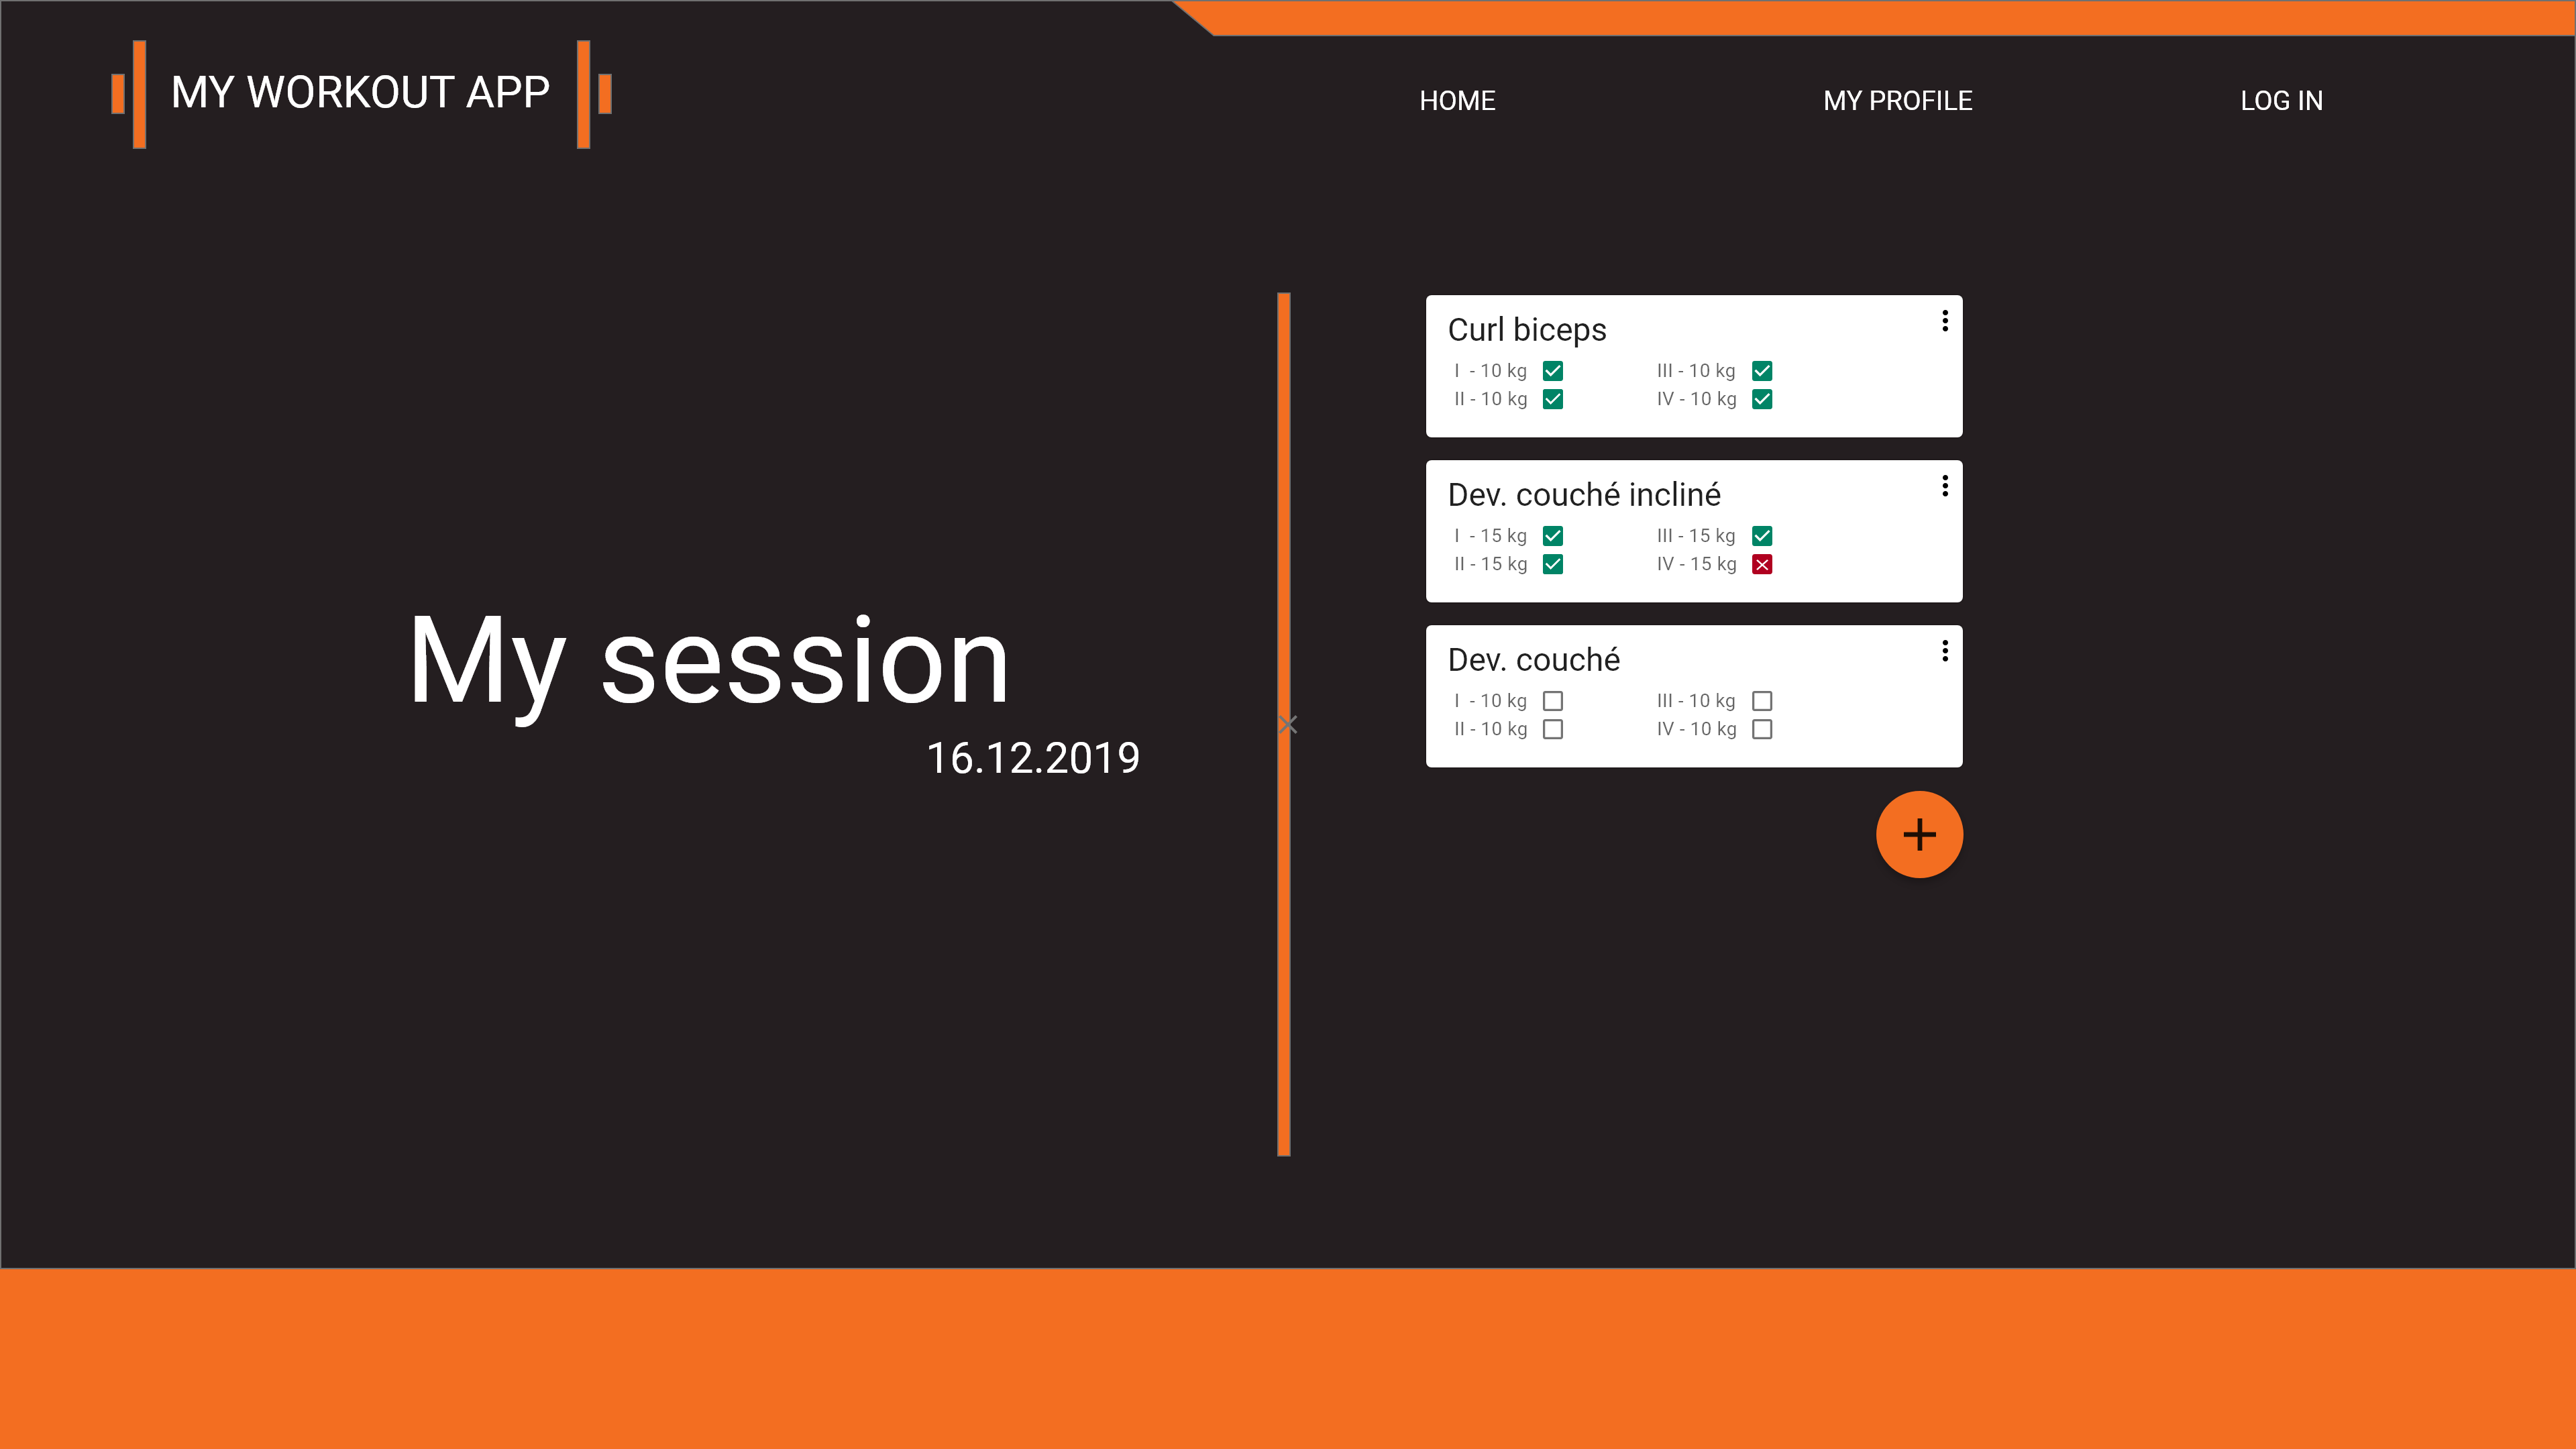 MY WORKOUT APP
HOME
MY PROFILE
LOG IN
My session
16.12.2019
Curl biceps
I - 10 kg
III - 10 kg
II - 10 kg
IV - 10 kg
Dev. couché incliné
I - 15 kg
III - 15 kg
II - 15 kg
IV - 15 kg
Dev. couché
I - 10 kg
III - 10 kg
II - 10 kg
IV - 10 kg